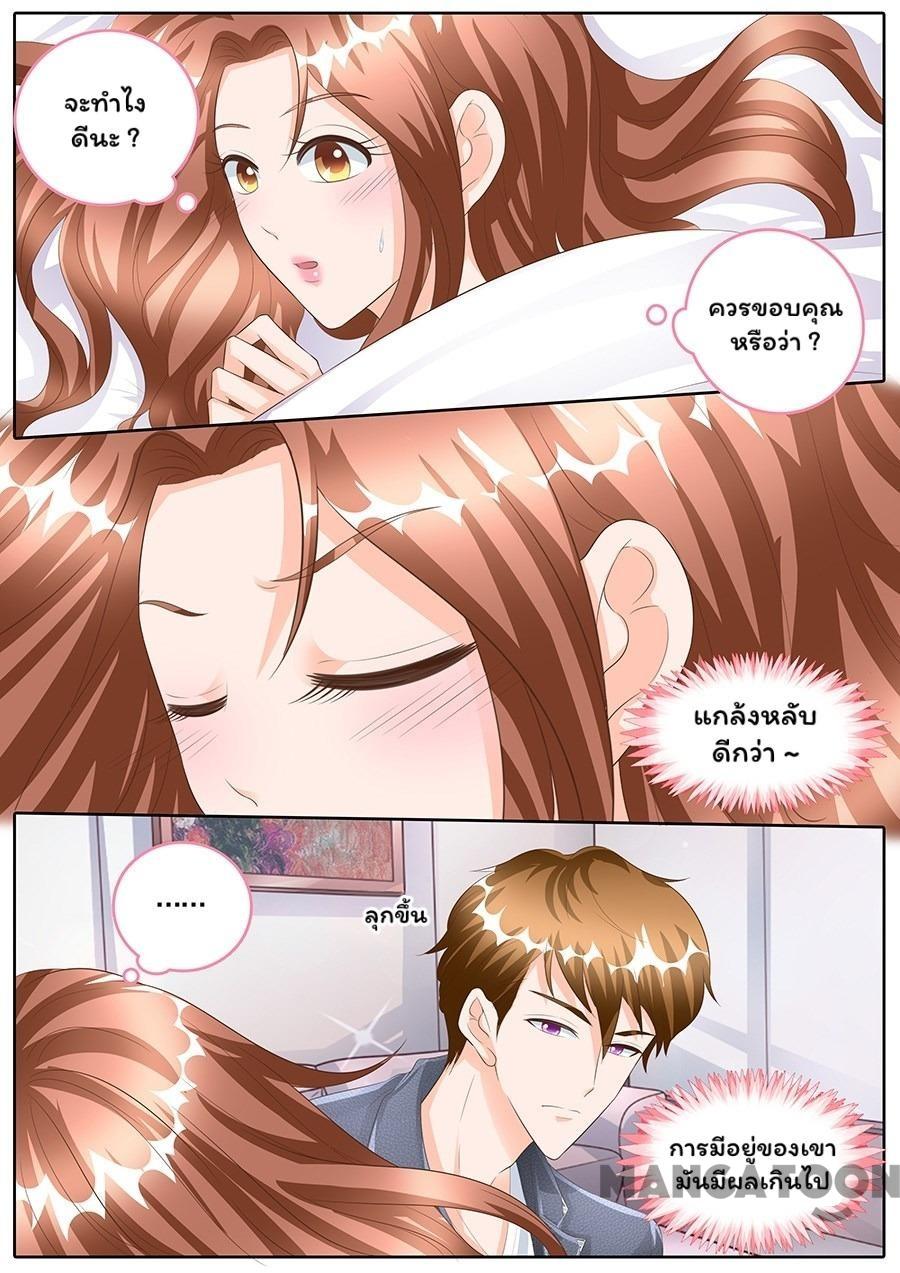 จะทำไง
ดีนะ ?
ควรขอบคุณ
หรือว่า ?
แกล้งหลับ
ดีกว่า ~
......
ลุกขึ้น
การมีอยู่ของเขา
มันมีผลเกินไป
MANGATOON